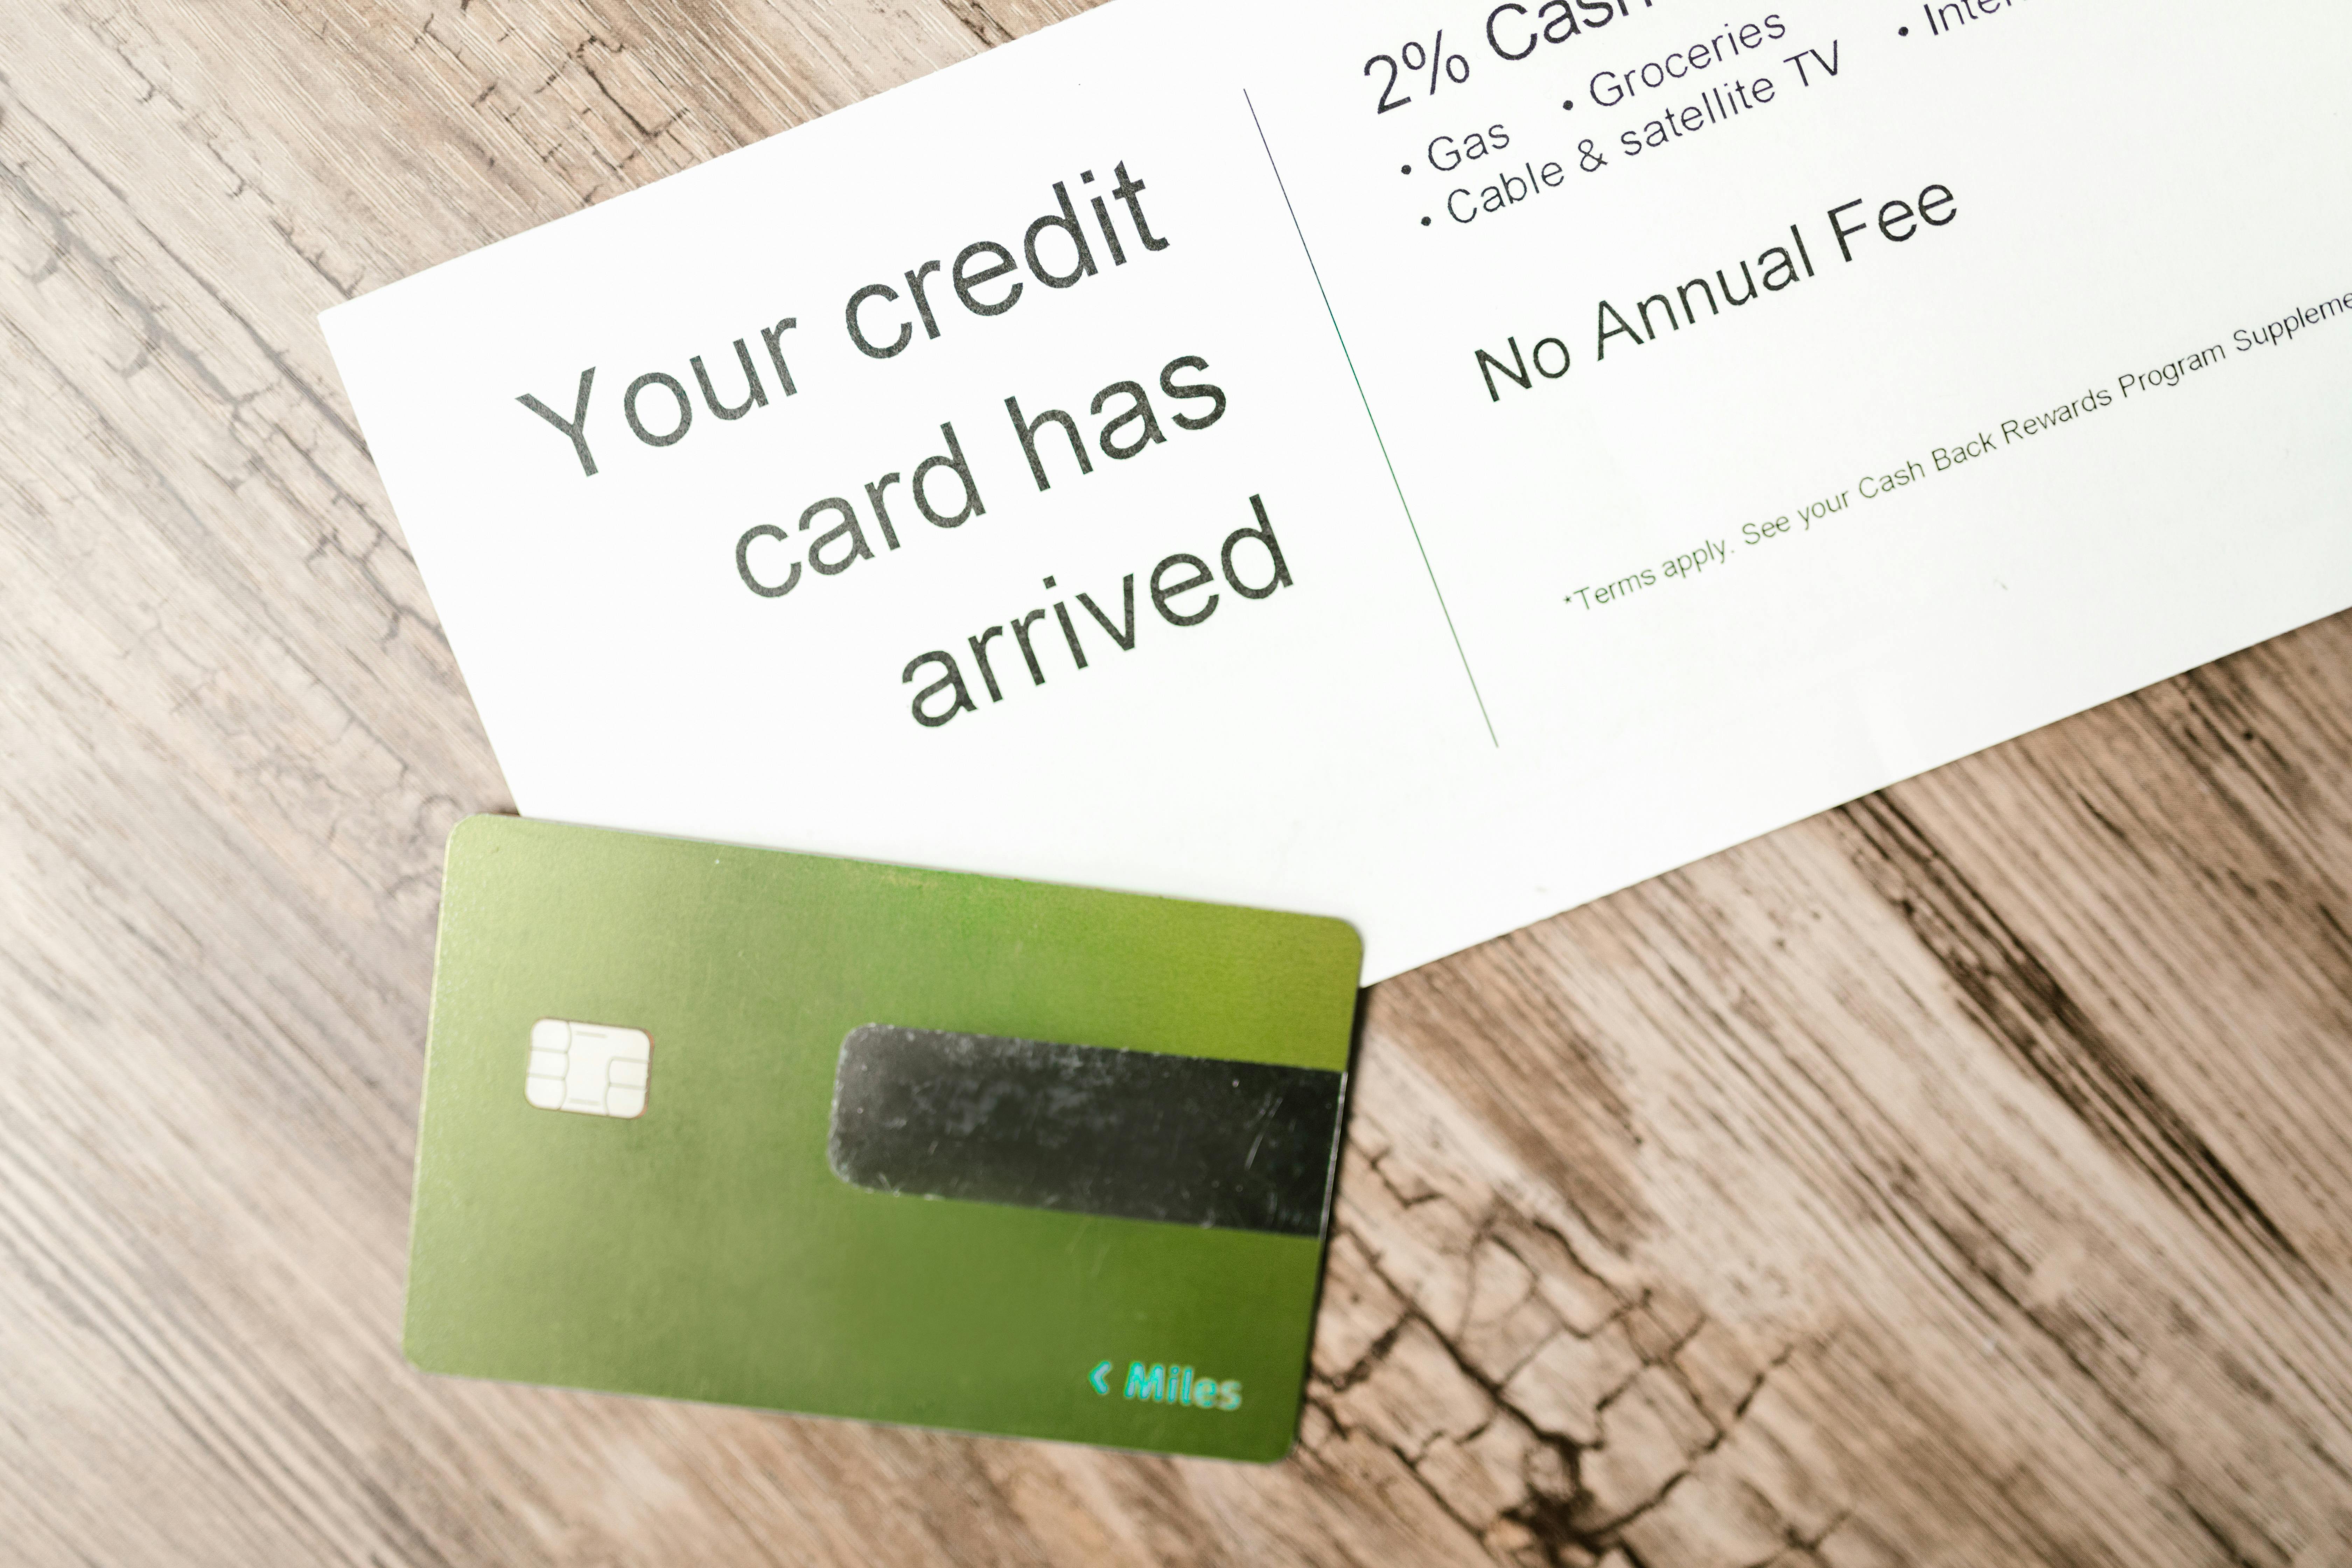 Your credit
card has
arrived
2% Cash
• Gas • Groceries • Inter
• Cable & satellite TV
No Annual Fee
*Terms apply. See your Cash Back Rewards Program Suppleme
< Miles